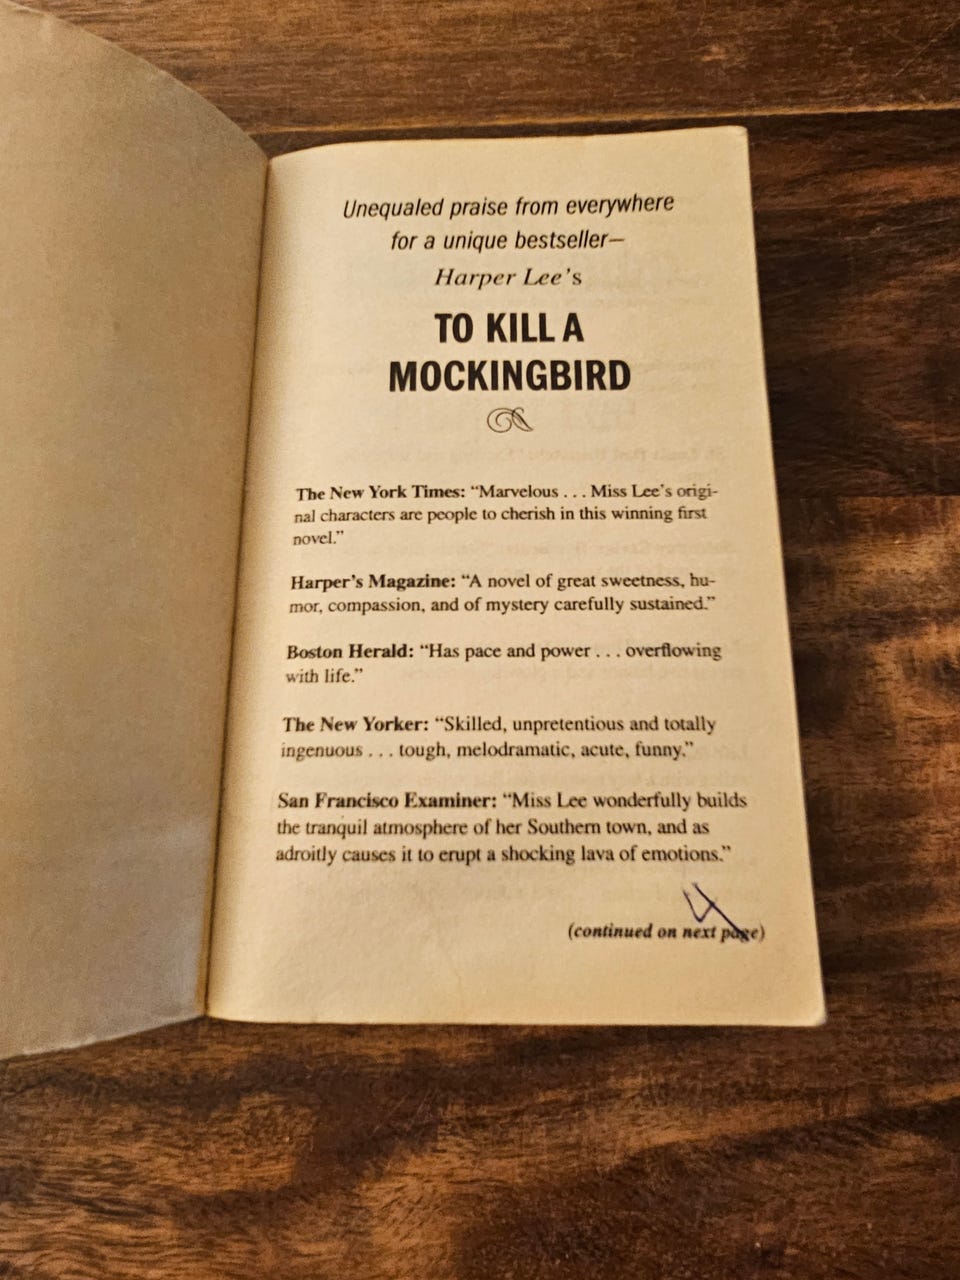 Unequaled praise from everywhere
for a unique bestseller—
Harper Lee's
TO KILL A
MOCKINGBIRD
The New York Times: “Marvelous . . . Miss Lee's origi-
nal characters are people to cherish in this winning first
novel.”
Harper's Magazine: “A novel of great sweetness, hu-
mor, compassion, and of mystery carefully sustained.”
Boston Herald: “Has pace and power . . . overflowing
with life.”
The New Yorker: “Skilled, unpretentious and totally
ingenuous . . . tough, melodramatic, acute, funny.”
San Francisco Examiner: “Miss Lee wonderfully builds
the tranquil atmosphere of her Southern town, and as
adroitly causes it to erupt a shocking lava of emotions.”
(continued on next page)